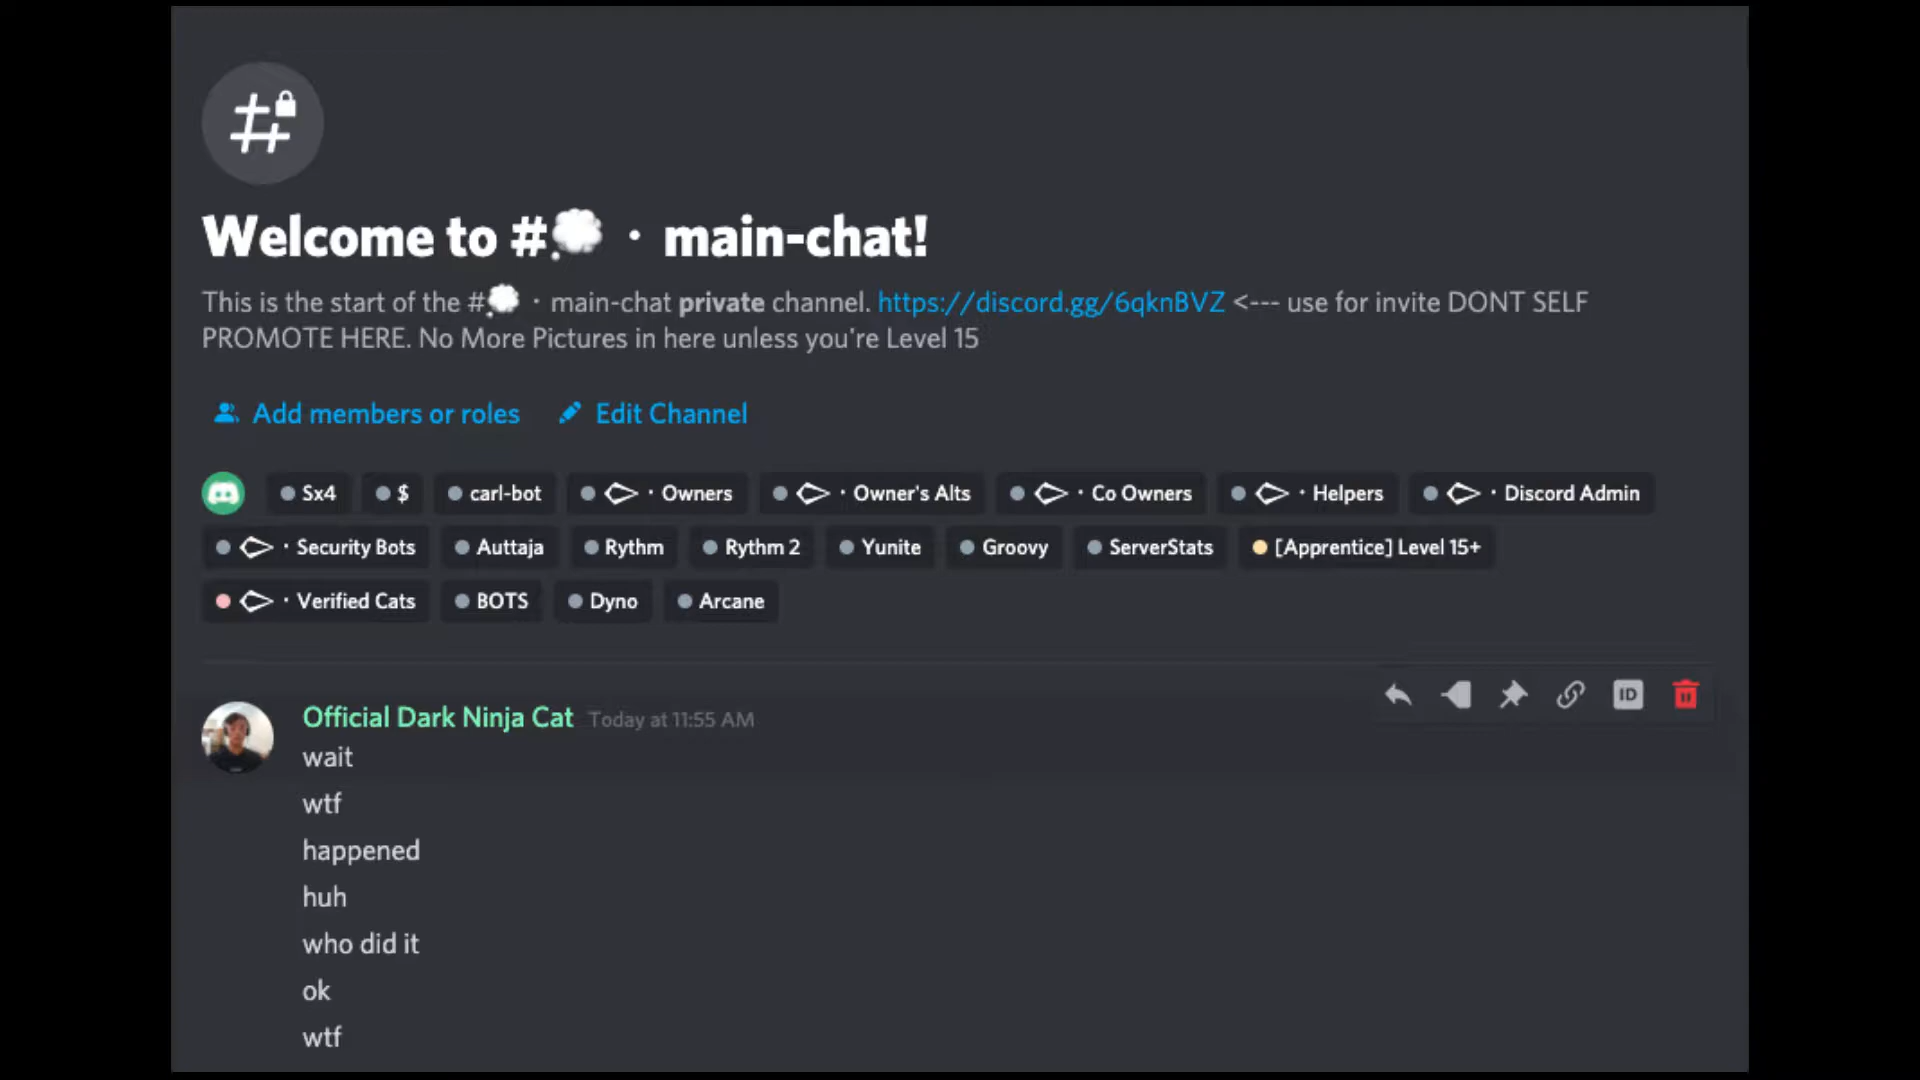 Welcome to #💭 · main-chat!
This is the start of the #💭 · main-chat private channel. https://discord.gg/6qknBVZ <--- use for invite DONT SELF
PROMOTE HERE. No More Pictures in here unless you're Level 15
Add members or roles Edit Channel
Sx4 $ carl-bot · Owners · Owner's Alts · Co Owners · Helpers · Discord Admin
· Security Bots Auttaja Rythm Rythm 2 Yunite Groovy ServerStats [Apprentice] Level 15+
· Verified Cats BOTS Dyno Arcane
ID
Official Dark Ninja Cat Today at 11:55 AM
wait
wtf
happened
huh
who did it
ok
wtf